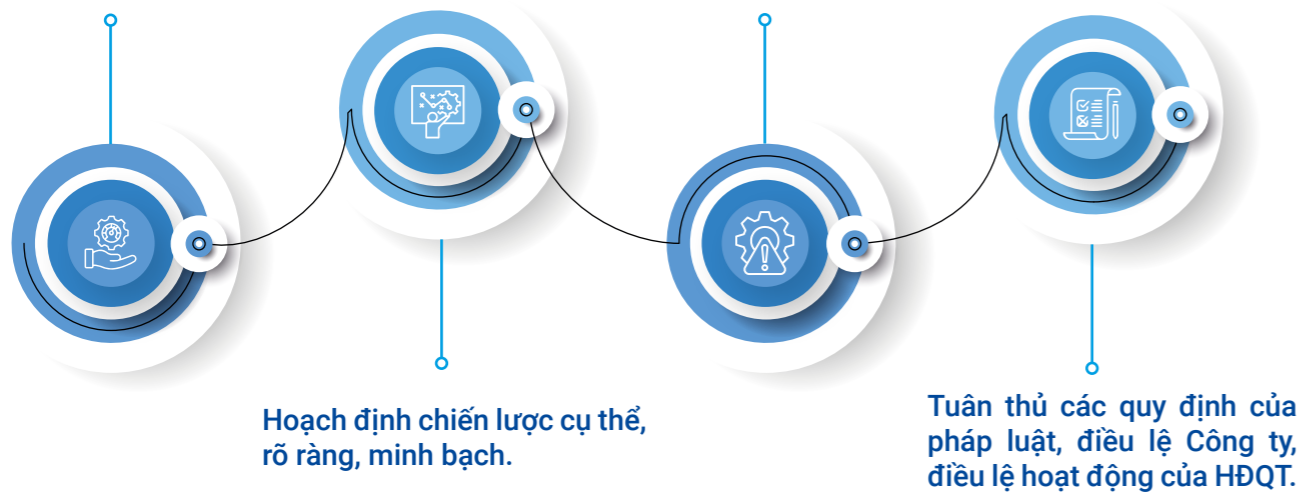 Hoạch định chiến lược cụ thể,
rõ ràng, minh bạch.
Tuân thủ các quy định của
pháp luật, điều lệ Công ty,
điều lệ hoạt động của HĐQT.